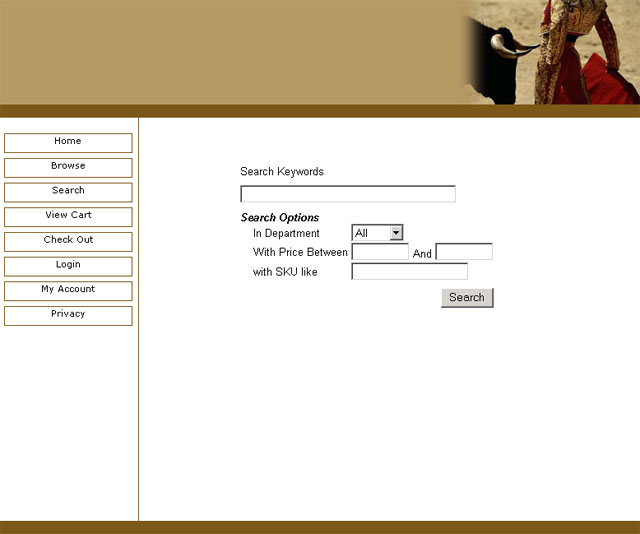 Home
Browse
Search
View Cart
Check Out
Login
My Account
Privacy
Search Keywords
Search Options
In Department All
With Price Between And
with SKU like
Search